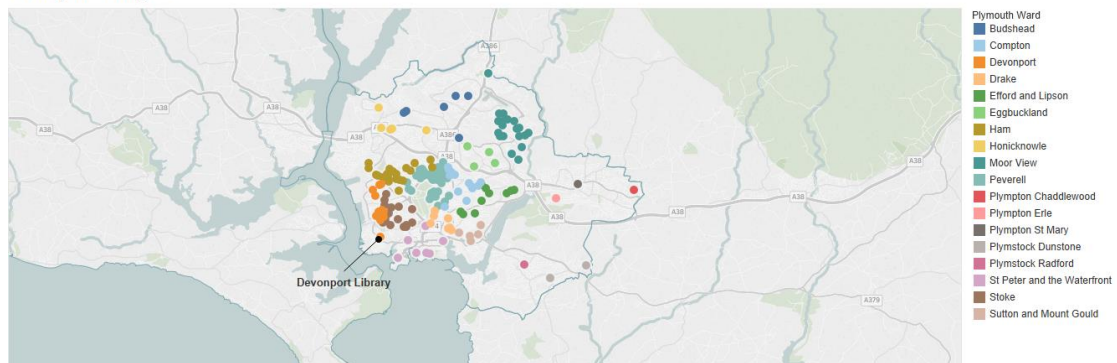 Plymouth Ward
Budshead
Compton
Devonport
Drake
Efford and Lipson
Eggbuckland
Ham
Honicknowle
Moor View
Peverell
Plympton Chaddlewood
Plympton Erle
Plympton St Mary
Plymstock Dunstone
Plymstock Radford
St Peter and the Waterfront
Stoke
Sutton and Mount Gould
A386
A38
A38
A38
A38
A386
A38
A38
A38
A38
A379
Devonport Library